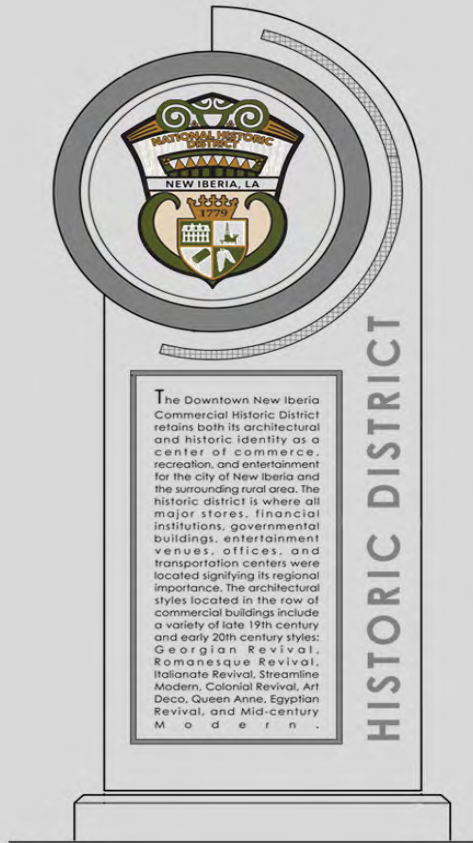 NATIONAL HISTORIC
DISTRICT
NEW IBERIA, LA
1779
The Downtown New Iberia
Commercial Historic District
retains both its architectural
and historic identity as a
center of commerce,
recreation, and entertainment
for the city of New Iberia and
the surrounding rural area. The
historic district is where all
major stores, financial
institutions, governmental
buildings, entertainment
venues, offices, and
transportation centers were
located signifying its regional
importance. The architectural
styles located in the row of
commercial buildings include
a variety of late 19th century
and early 20th century styles:
Georgian Revival,
Romanesque Revival,
Italianate Revival, Streamline
Modern, Colonial Revival, Art
Deco, Queen Anne, Egyptian
Revival, and Mid-century
Modern.
HISTORIC DISTRICT